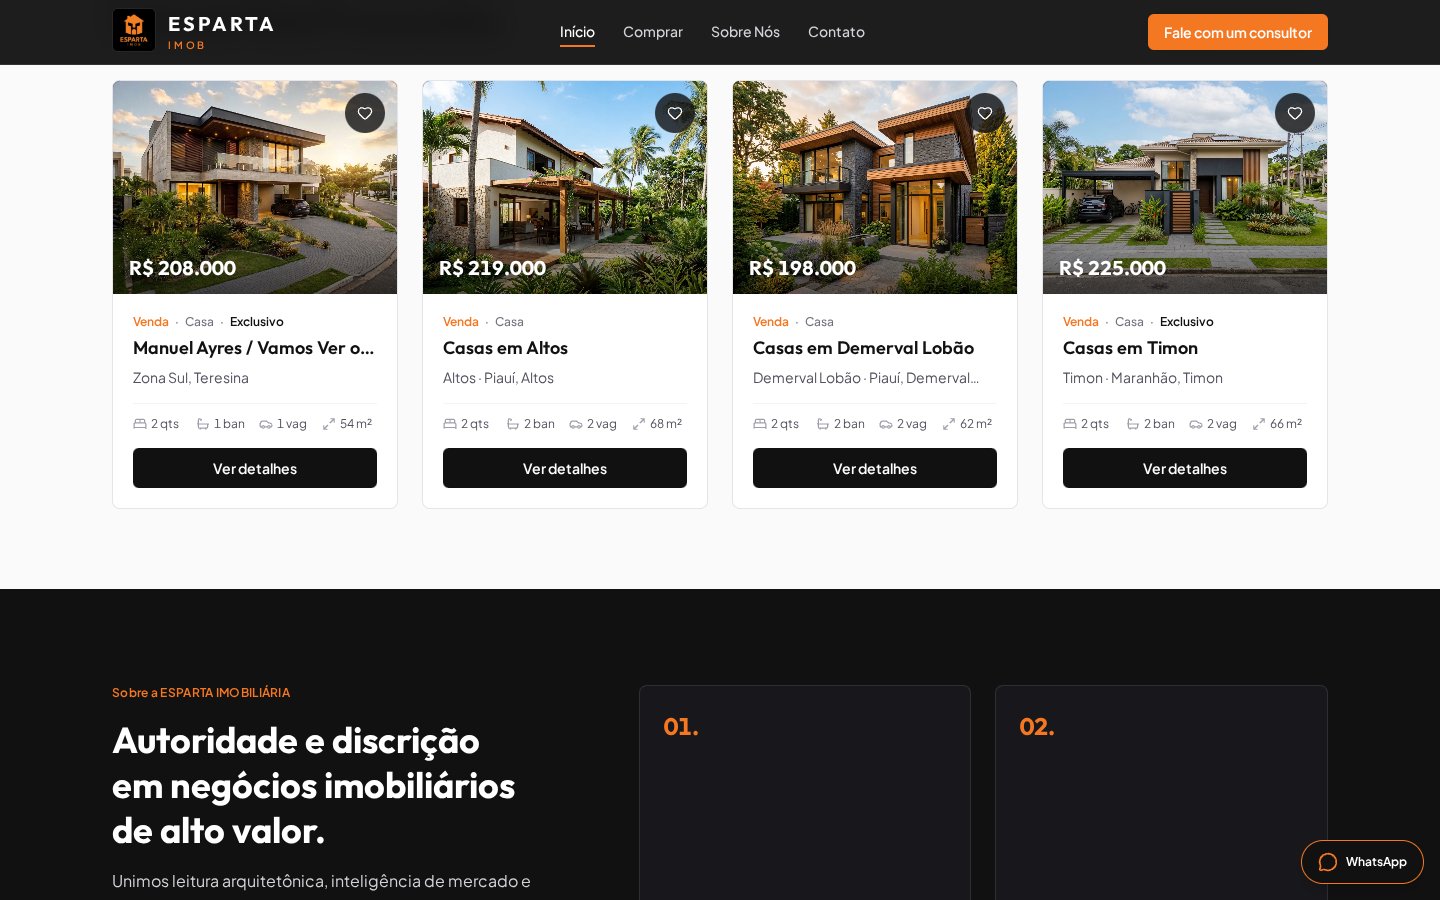 ESPARTA
IMOB
ESPARTA
IMOB
Início
Comprar
Sobre Nós
Contato
Fale com um consultor
R$ 208.000
Venda · Casa · Exclusivo
Manuel Ayres / Vamos Ver o...
Zona Sul, Teresina
2 qts
1 ban
1 vag
54 m²
Ver detalhes
R$ 219.000
Venda · Casa
Casas em Altos
Altos · Piauí, Altos
2 qts
2 ban
2 vag
68 m²
Ver detalhes
R$ 198.000
Venda · Casa
Casas em Demerval Lobão
Demerval Lobão · Piauí, Demerval...
2 qts
2 ban
2 vag
62 m²
Ver detalhes
R$ 225.000
Venda · Casa · Exclusivo
Casas em Timon
Timon · Maranhão, Timon
2 qts
2 ban
2 vag
66 m²
Ver detalhes
Sobre a ESPARTA IMOBILIÁRIA
Autoridade e discrição
em negócios imobiliários
de alto valor.
Unimos leitura arquitetônica, inteligência de mercado e
01.
02.
WhatsApp